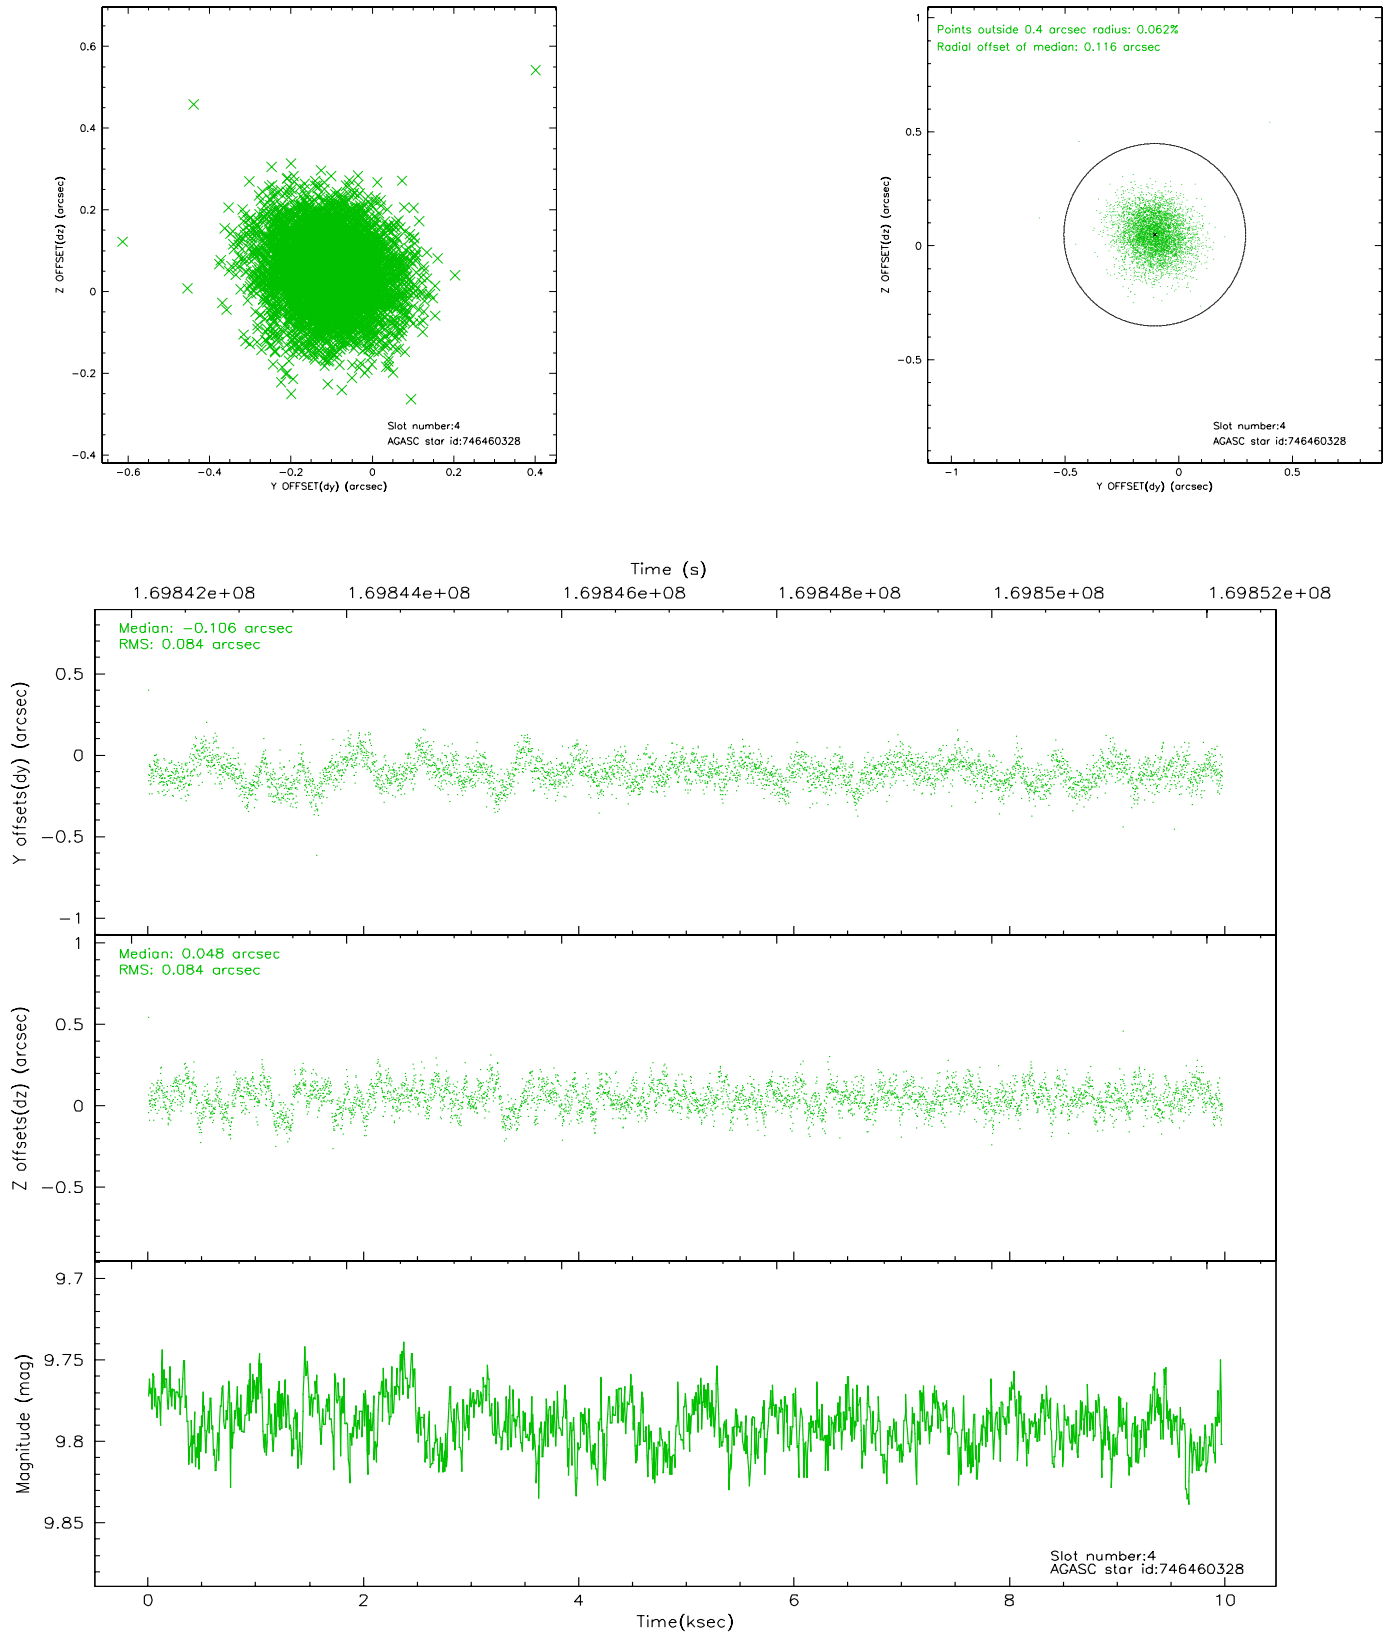 0.6
0.4
0.2
0
−0.2
−0.4
−0.6
−0.4
−0.2
0
0.2
0.4
Z OFFSET(dz) (arcsec)
Y OFFSET(dy) (arcsec)
Slot number:4
AGASC star id:746460328
Points outside 0.4 arcsec radius: 0.062%
Radial offset of median: 0.116 arcsec
1
0.5
0
−0.5
−1
−0.5
0
0.5
Z OFFSET(dz) (arcsec)
Y OFFSET(dy) (arcsec)
Slot number:4
AGASC star id:746460328
Time (s)
1.69842e+08
1.69844e+08
1.69846e+08
1.69848e+08
1.6985e+08
1.69852e+08
Median: −0.106 arcsec
RMS: 0.084 arcsec
0.5
0
−0.5
−1
Y offsets(dy) (arcsec)
Median: 0.048 arcsec
RMS: 0.084 arcsec
1
0.5
0
−0.5
Z offsets(dz) (arcsec)
9.7
9.75
9.8
9.85
Magnitude (mag)
Slot number:4
AGASC star id:746460328
0
2
4
6
8
10
Time(ksec)